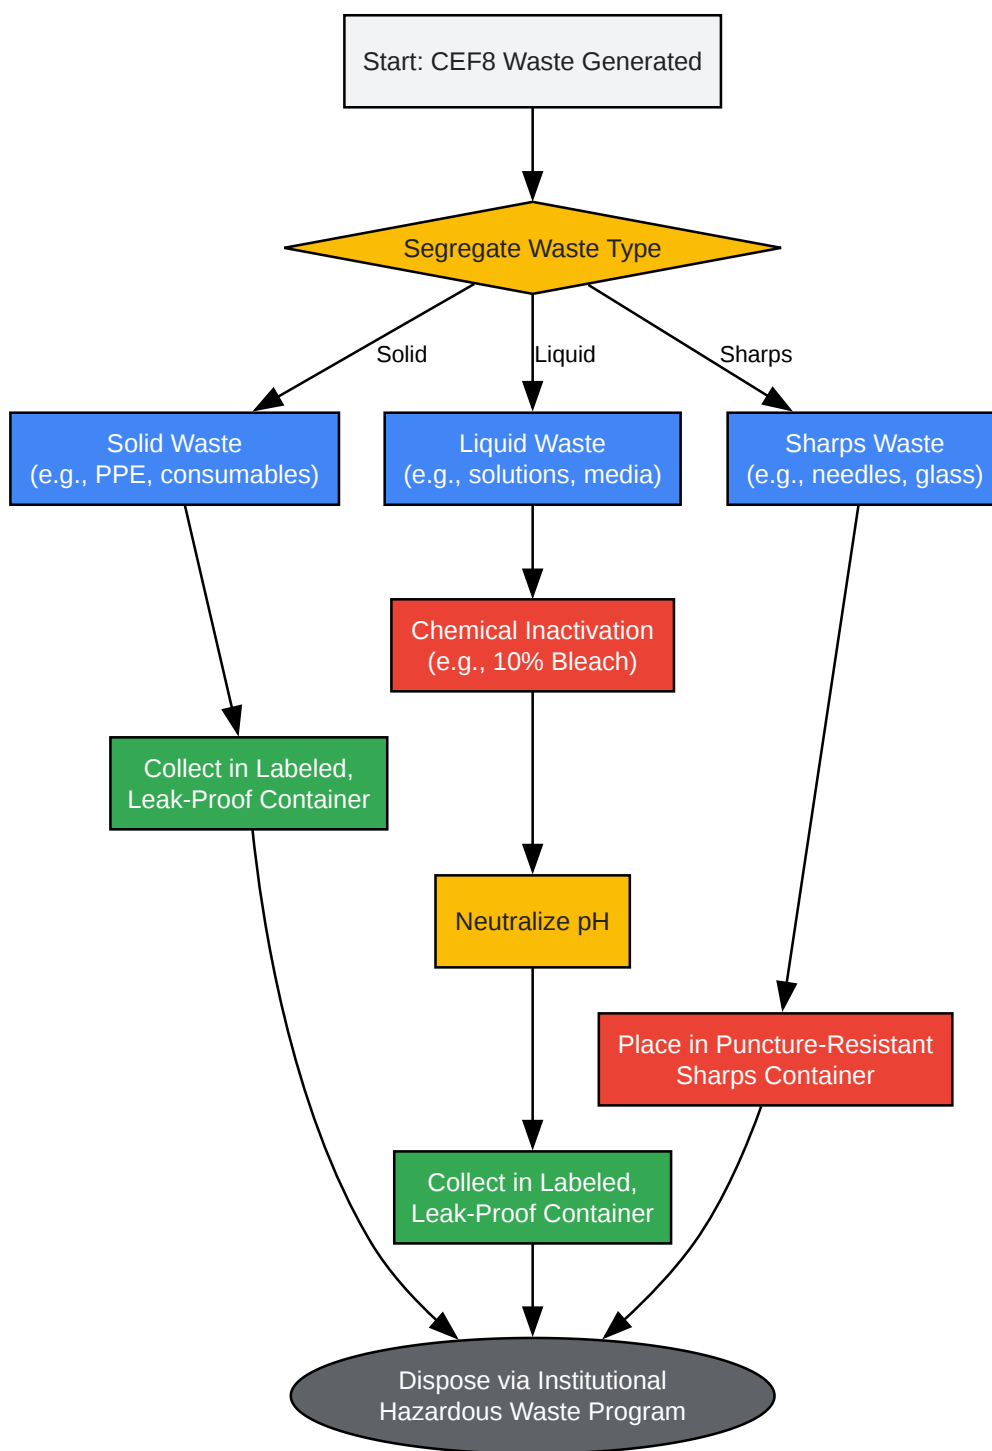 Start: CEF8 Waste Generated
Segregate Waste Type
Solid
Liquid
Sharps
Solid Waste
(e.g., PPE, consumables)
Liquid Waste
(e.g., solutions, media)
Sharps Waste
(e.g., needles, glass)
Chemical Inactivation
(e.g., 10% Bleach)
Collect in Labeled,
Leak-Proof Container
Neutralize pH
Place in Puncture-Resistant
Sharps Container
Collect in Labeled,
Leak-Proof Container
Dispose via Institutional
Hazardous Waste Program